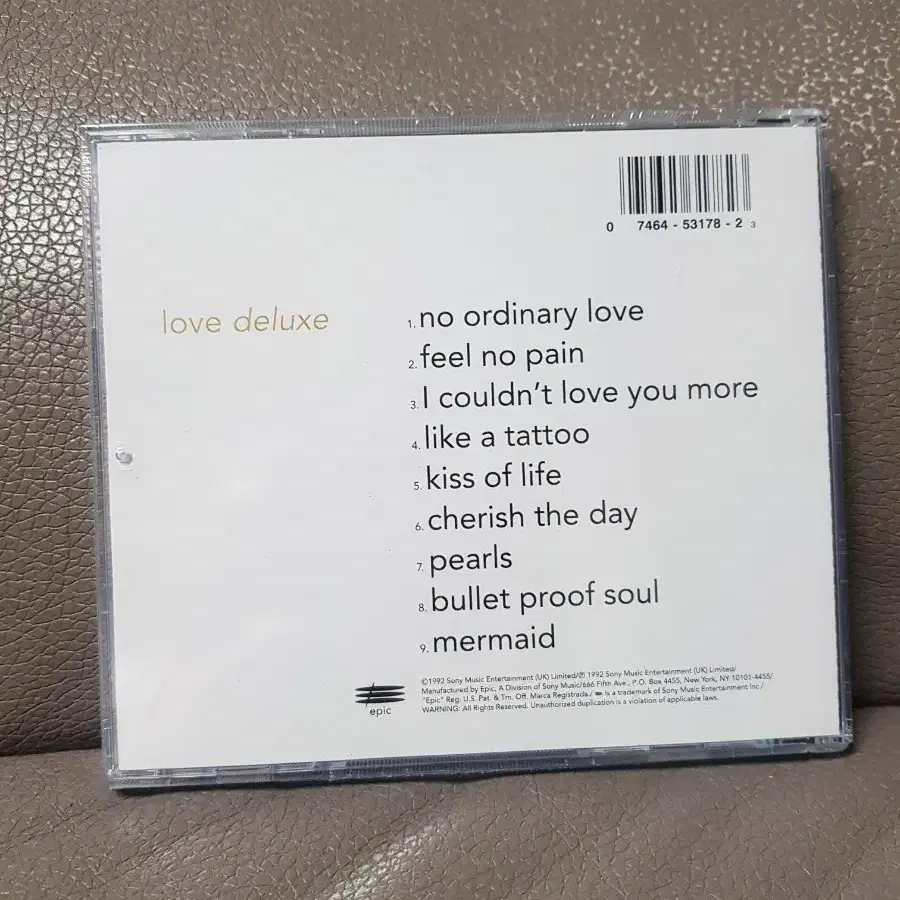 0 7464 - 53178 - 2 3
love deluxe
1. no ordinary love
2. feel no pain
3. I couldn't love you more
4. like a tattoo
5. kiss of life
6. cherish the day
7. pearls
8. bullet proof soul
9. mermaid
epic
©1992 Sony Music Entertainment (UK) Limited/℗ 1992 Sony Music Entertainment (UK) Limited/
Manufactured by Epic, A Division of Sony Music/666 Fifth Ave., P.O. Box 4455, New York, NY 10101-4455/
"Epic" Reg. U.S. Pat. & Tm. Off. Marca Registrada./ is a trademark of Sony Music Entertainment Inc./
WARNING: All Rights Reserved. Unauthorized duplication is a violation of applicable laws.